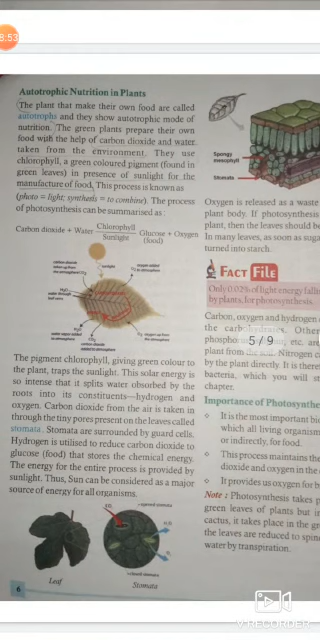 8:53
Autotrophic Nutrition in Plants
The plant that make their own food are called
autotrophs and they show autotrophic mode of
nutrition. The green plants prepare their own
food with the help of carbon dioxide and water
taken from the environment. They use
chlorophyll, a green coloured pigment (found in
green leaves) in presence of sunlight for the
manufacture of food. This process is known as
(photo = light; synthesis = to combine). The process
of photosynthesis can be summarised as :
Carbon dioxide + Water Chlorophyll Glucose + Oxygen
Sunlight (food)
sunlight
The pigment chlorophyll, giving green colour to
the plant, traps the sunlight. This solar energy is
so intense that it splits water absorbed by the
roots into its constituents—hydrogen and
oxygen. Carbon dioxide from the air is taken in
through the tiny pores present on the leaves called
stomata. Stomata are surrounded by guard cells.
Hydrogen is utilised to reduce carbon dioxide to
glucose (food) that stores the chemical energy.
The energy for the entire process is provided by
sunlight. Thus, Sun can be considered as a major
source of energy for all organisms.
Leaf
Stomata
6
Spongy
mesophyll
Stomata
Oxygen is released as a waste
plant body. If photosynthesis
plant, then the leaves should be
In many leaves, as soon as suga
turned into starch.
FACT FILE
Only 0.02% of light energy fallin
by plants, for photosynthesis.
Carbon, oxygen and hydrogen
the carbohydrates. Other
phospho etc. are
plant from the soil. Nitrogen c
by the plant directly. It is there
bacteria, which you will st
chapter.
5 / 9
Importance of Photosynthe
It is the most important bio
which all living organism
or indirectly, for food.
This process maintains the
dioxide and oxygen in the
It provides us oxygen for b
Note : Photosynthesis takes p
green leaves of plants but in
cactus, it takes place in the gr
the leaves are reduced to spin
water by transpiration.
RECORDER